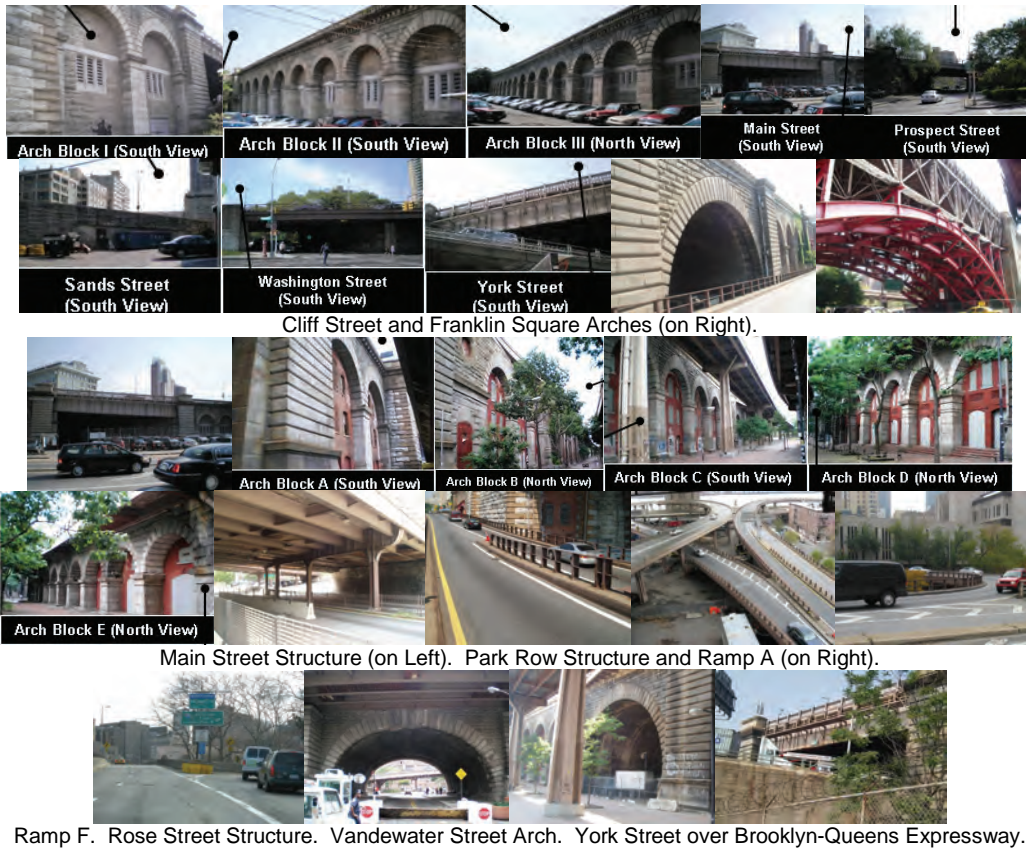 Arch Block I (South View)
Arch Block II (South View)
Arch Block III (North View)
Main Street
(South View)
Prospect Street
(South View)
Sands Street
(South View)
Washington Street
(South View)
York Street
(South View)
Cliff Street and Franklin Square Arches (on Right).
Arch Block A (South View)
Arch Block B (North View)
Arch Block C (South View)
Arch Block D (North View)
Arch Block E (North View)
Main Street Structure (on Left). Park Row Structure and Ramp A (on Right).
STOP
STOP
Ramp F. Rose Street Structure. Vandewater Street Arch. York Street over Brooklyn-Queens Expressway.